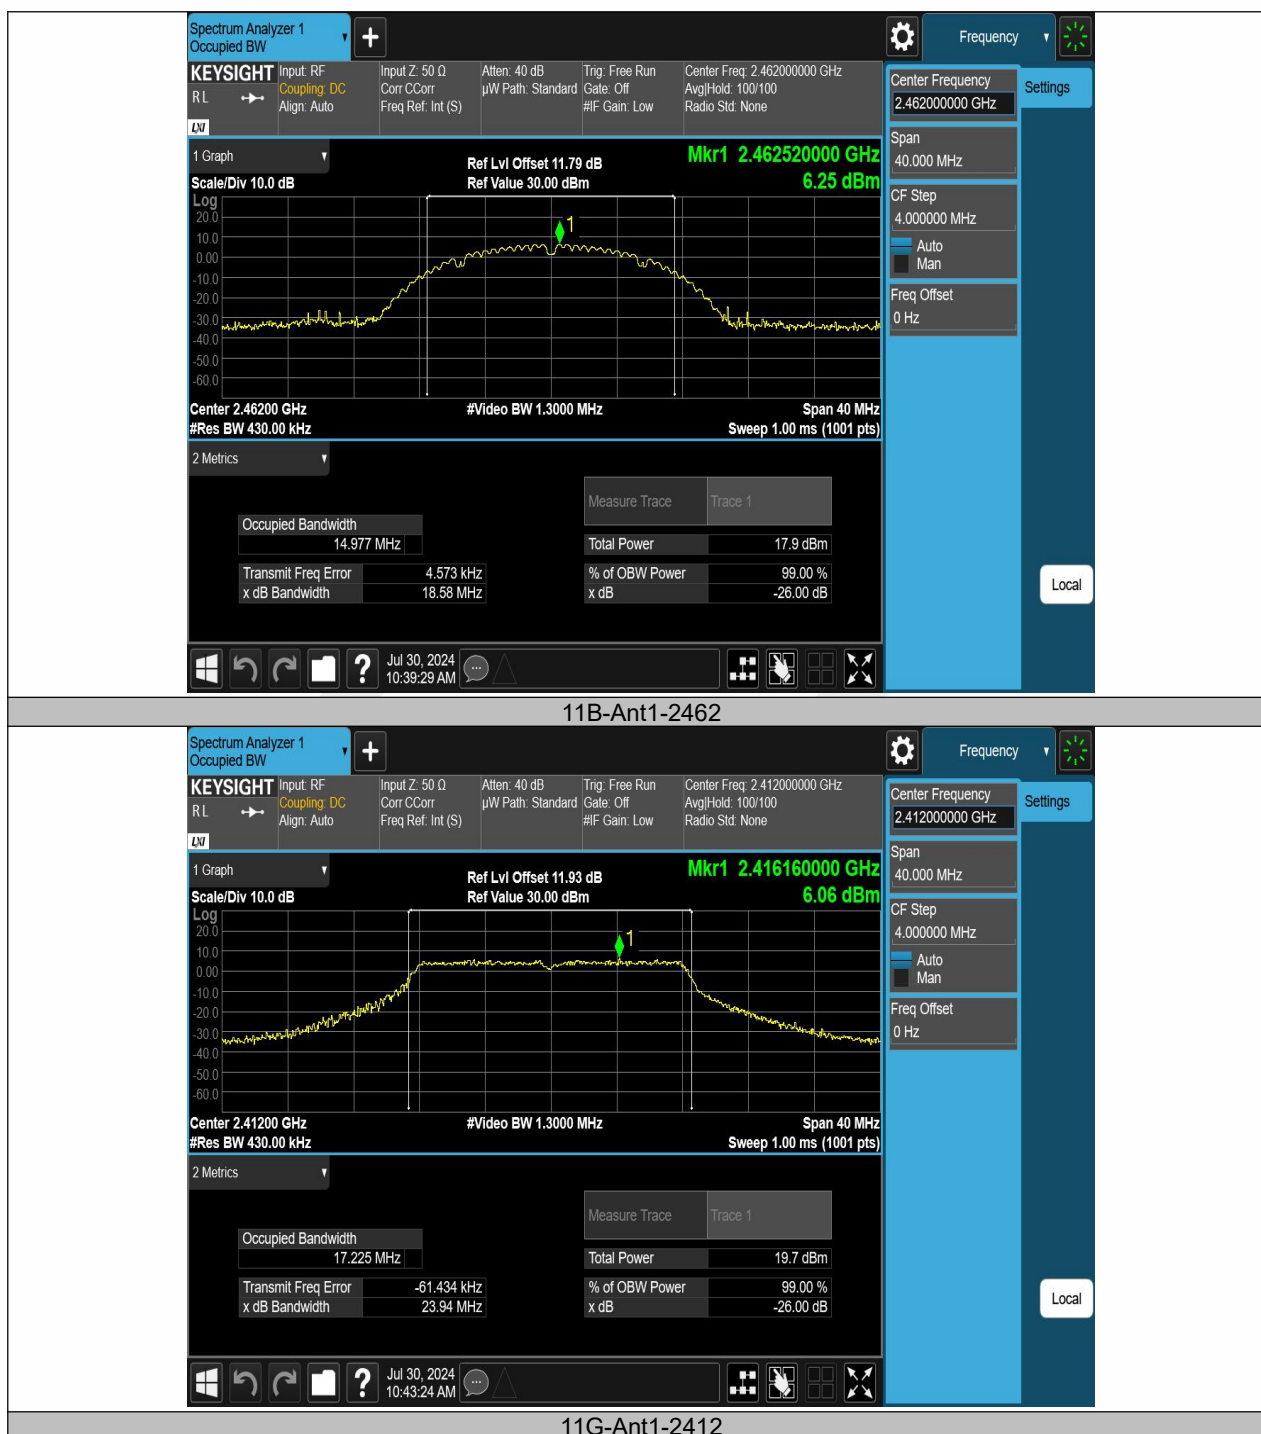 Spectrum Analyzer 1
Occupied BW
+
Frequency
KEYSIGHT
R L
LXI
Input: RF
Coupling: DC
Align: Auto
Input Z: 50 Ω
Corr CCorr
Freq Ref: Int (S)
Atten: 40 dB
µW Path: Standard
Trig: Free Run
Gate: Off
#IF Gain: Low
Center Freq: 2.462000000 GHz
Avg|Hold: 100/100
Radio Std: None
Center Frequency
2.462000000 GHz
Settings
Span
40.000 MHz
CF Step
4.000000 MHz
Auto
Man
Freq Offset
0 Hz
Local
1 Graph
Scale/Div 10.0 dB
Ref Lvl Offset 11.79 dB
Ref Value 30.00 dBm
Mkr1 2.462520000 GHz
6.25 dBm
Log
20.0
10.0
0.00
-10.0
-20.0
-30.0
-40.0
-50.0
-60.0
1
Center 2.46200 GHz
#Video BW 1.3000 MHz
Span 40 MHz
#Res BW 430.00 kHz
Sweep 1.00 ms (1001 pts)
2 Metrics
Measure Trace Trace 1
Occupied Bandwidth
14.977 MHz
Total Power 17.9 dBm
Transmit Freq Error 4.573 kHz
% of OBW Power 99.00 %
x dB Bandwidth 18.58 MHz
x dB -26.00 dB
?
Jul 30, 2024
10:39:29 AM
11B-Ant1-2462
Spectrum Analyzer 1
Occupied BW
+
Frequency
KEYSIGHT
R L
LXI
Input: RF
Coupling: DC
Align: Auto
Input Z: 50 Ω
Corr CCorr
Freq Ref: Int (S)
Atten: 40 dB
µW Path: Standard
Trig: Free Run
Gate: Off
#IF Gain: Low
Center Freq: 2.412000000 GHz
Avg|Hold: 100/100
Radio Std: None
Center Frequency
2.412000000 GHz
Settings
Span
40.000 MHz
CF Step
4.000000 MHz
Auto
Man
Freq Offset
0 Hz
Local
1 Graph
Scale/Div 10.0 dB
Ref Lvl Offset 11.93 dB
Ref Value 30.00 dBm
Mkr1 2.416160000 GHz
6.06 dBm
Log
20.0
10.0
0.00
-10.0
-20.0
-30.0
-40.0
-50.0
-60.0
1
Center 2.41200 GHz
#Video BW 1.3000 MHz
Span 40 MHz
#Res BW 430.00 kHz
Sweep 1.00 ms (1001 pts)
2 Metrics
Measure Trace Trace 1
Occupied Bandwidth
17.225 MHz
Total Power 19.7 dBm
Transmit Freq Error -61.434 kHz
% of OBW Power 99.00 %
x dB Bandwidth 23.94 MHz
x dB -26.00 dB
?
Jul 30, 2024
10:43:24 AM
11G-Ant1-2412